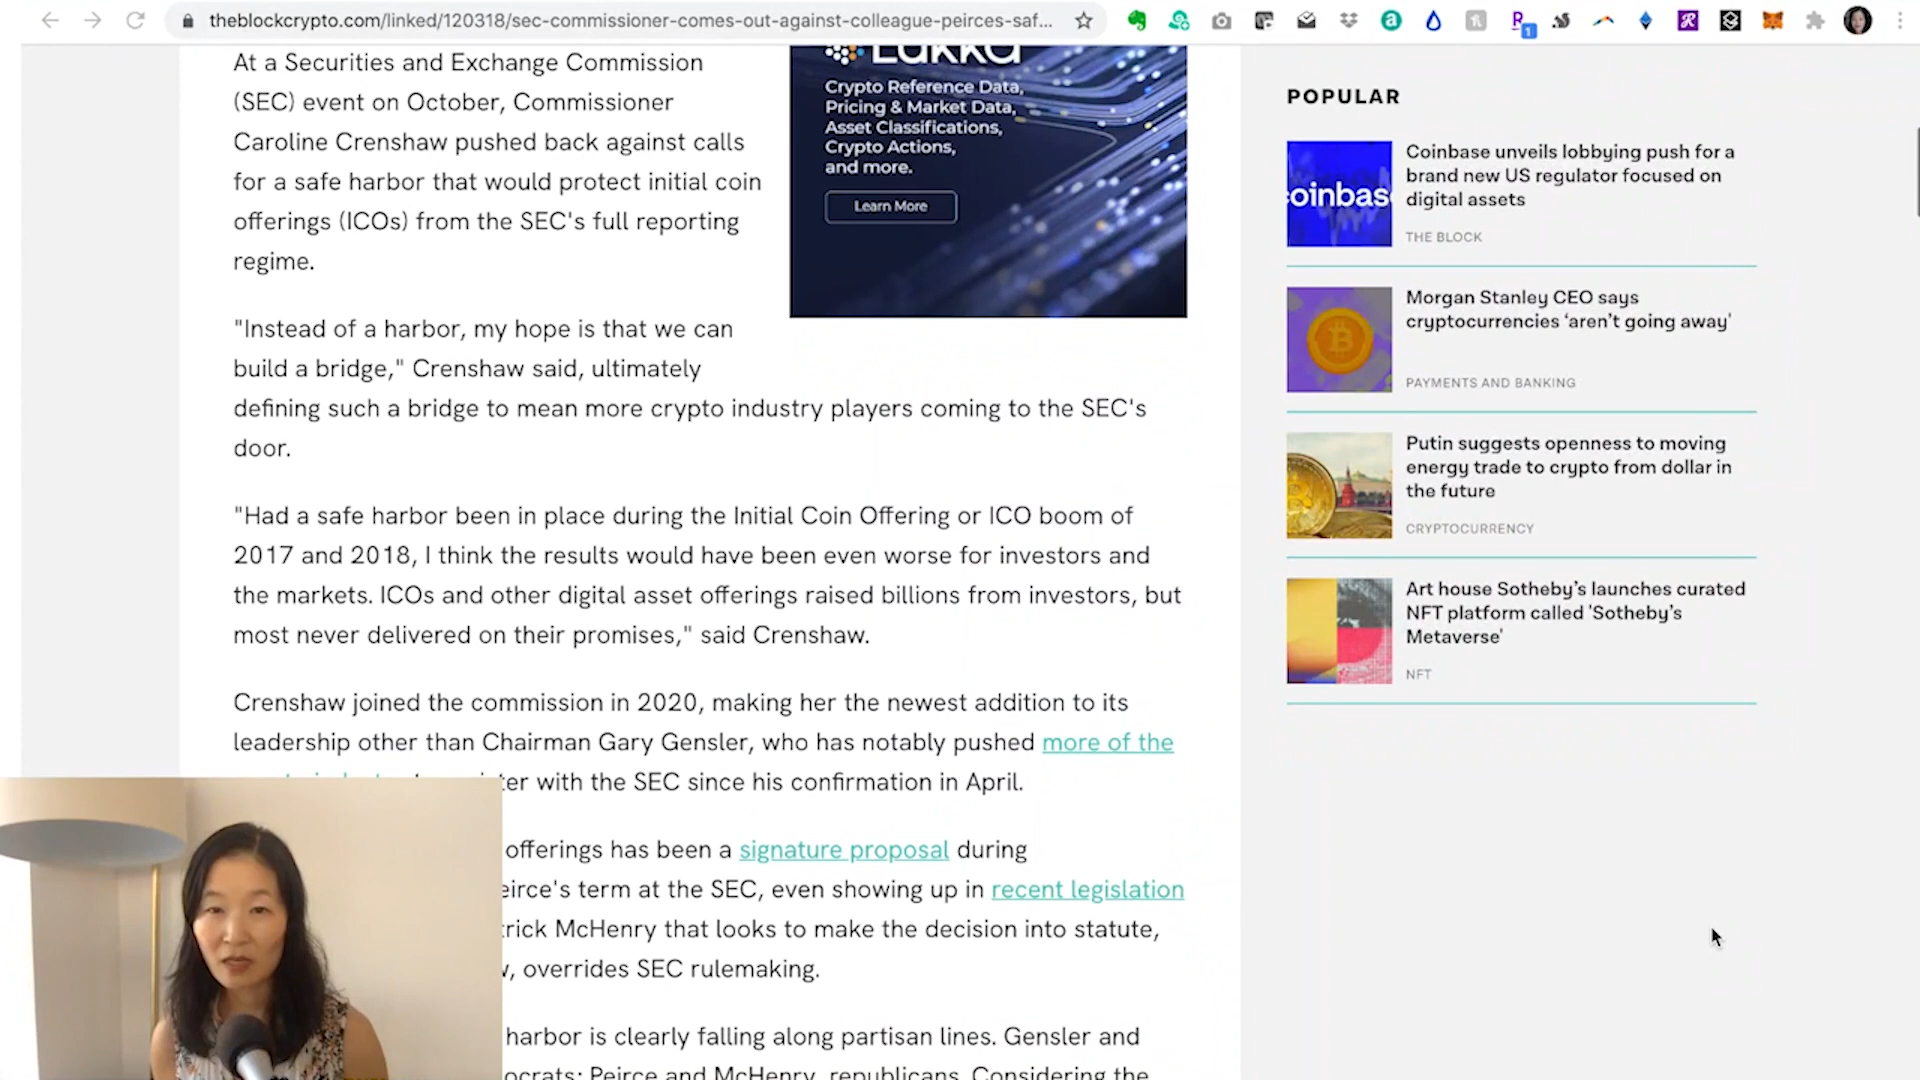 theblockcrypto.com/linked/120318/sec-commissioner-comes-out-against-colleague-peirces-saf...
1
At a Securities and Exchange Commission
(SEC) event on October, Commissioner
Caroline Crenshaw pushed back against calls
for a safe harbor that would protect initial coin
offerings (ICOs) from the SEC's full reporting
regime.
"Instead of a harbor, my hope is that we can
build a bridge," Crenshaw said, ultimately
defining such a bridge to mean more crypto industry players coming to the SEC's
door.
"Had a safe harbor been in place during the Initial Coin Offering or ICO boom of
2017 and 2018, I think the results would have been even worse for investors and
the markets. ICOs and other digital asset offerings raised billions from investors, but
most never delivered on their promises," said Crenshaw.
Crenshaw joined the commission in 2020, making her the newest addition to its
leadership other than Chairman Gary Gensler, who has notably pushed more of the
ter with the SEC since his confirmation in April.
offerings has been a signature proposal during
eirce's term at the SEC, even showing up in recent legislation
trick McHenry that looks to make the decision into statute,
, overrides SEC rulemaking.
harbor is clearly falling along partisan lines. Gensler and
ocrats; Peirce and McHenry, republicans. Considering the
Lukka
Crypto Reference Data,
Pricing & Market Data,
Asset Classifications,
Crypto Actions,
and more.
Learn More
POPULAR
oinbas
Coinbase unveils lobbying push for a
brand new US regulator focused on
digital assets
THE BLOCK
Morgan Stanley CEO says
cryptocurrencies ‘aren’t going away’
PAYMENTS AND BANKING
Putin suggests openness to moving
energy trade to crypto from dollar in
the future
CRYPTOCURRENCY
Art house Sotheby’s launches curated
NFT platform called 'Sotheby’s
Metaverse'
NFT